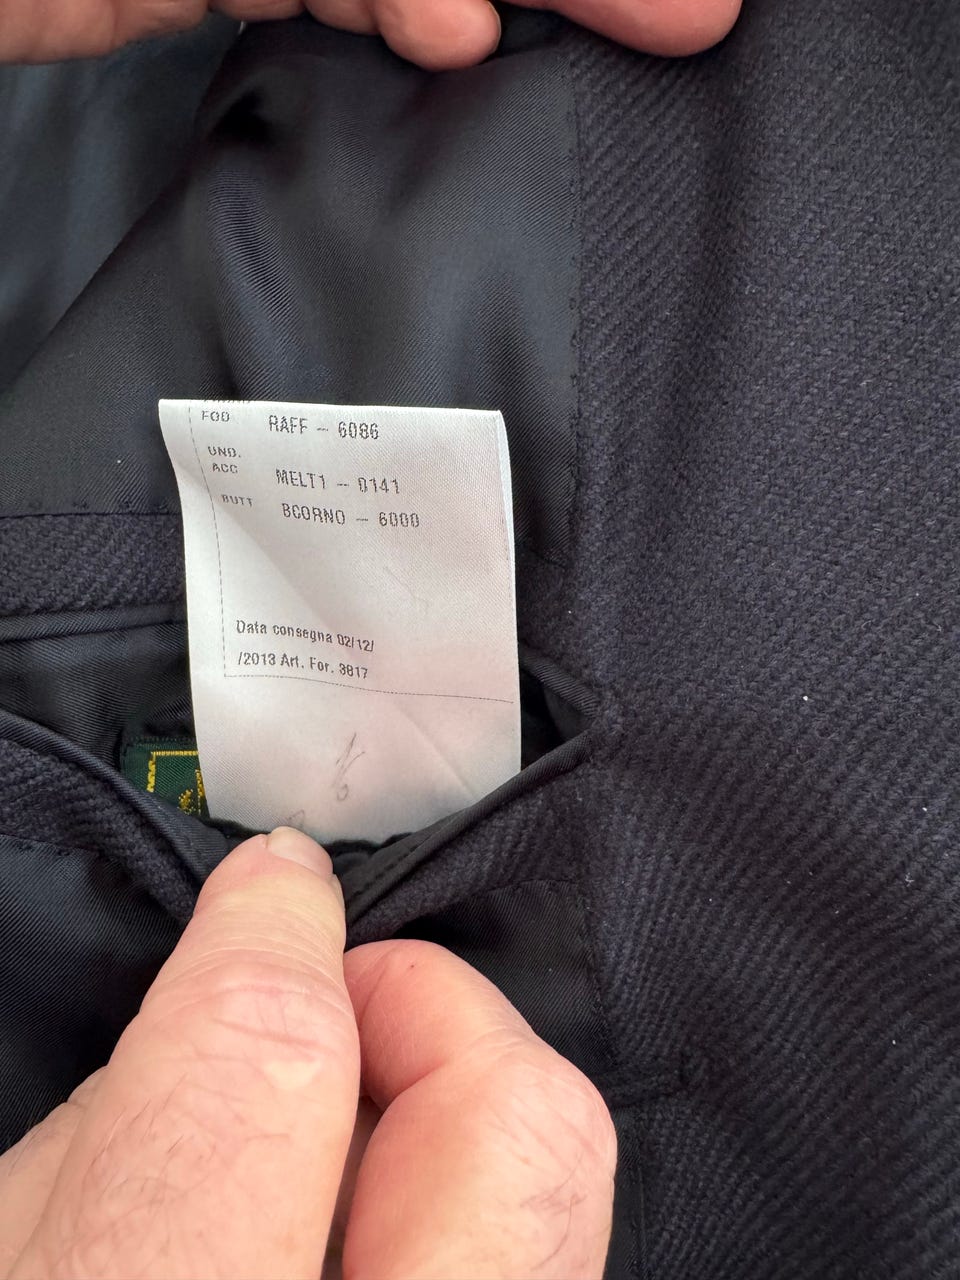 FOD RAFF – 6086
UND.
ACC MELT1 – 0141
BUTT BCORNO – 6000
Data consegna 02/12/
/2013 Art. For. 3817